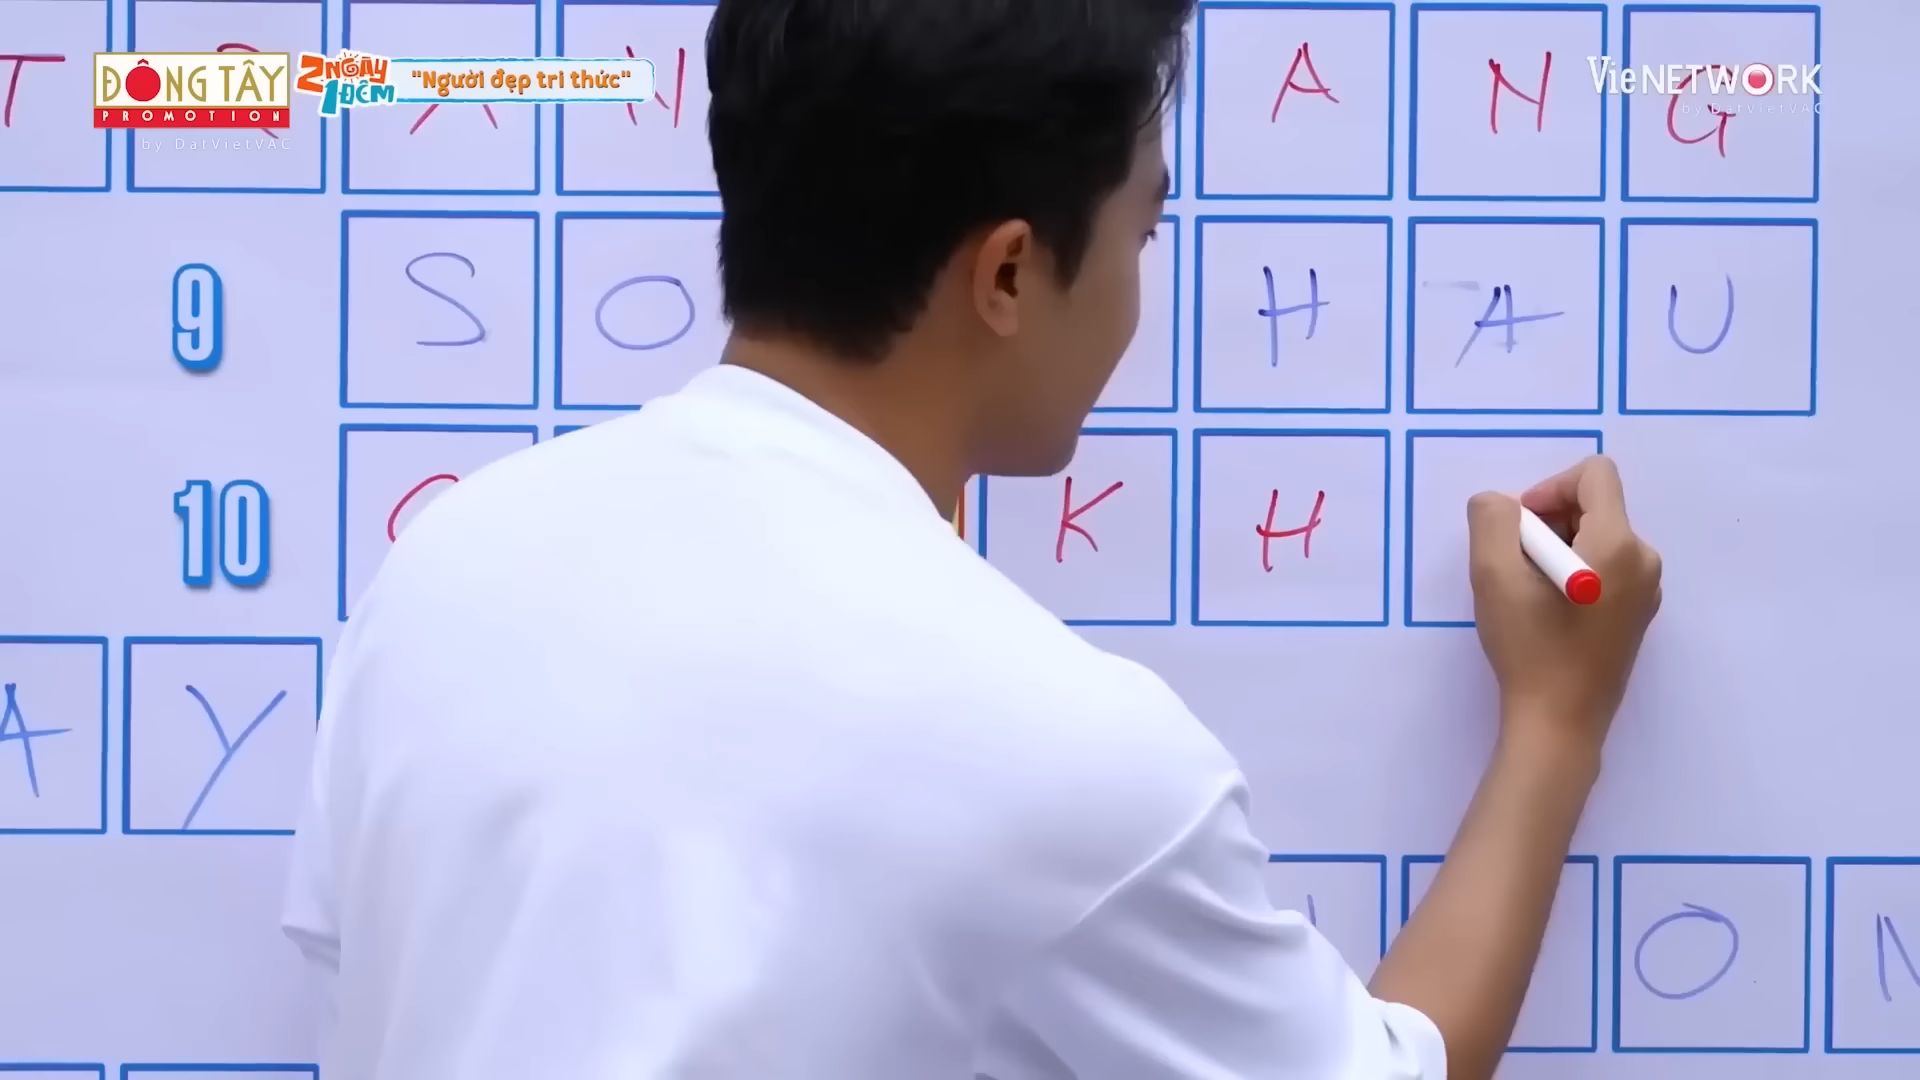 ĐÔNG TÂY
PROMOTION
by DatVietVAC
2 NGÀY 1 ĐÊM
"Người đẹp tri thức"
VieNETWORK
by DatVietVAC
T R A N A N G
9 S O H A U
10 K H
A Y
O N